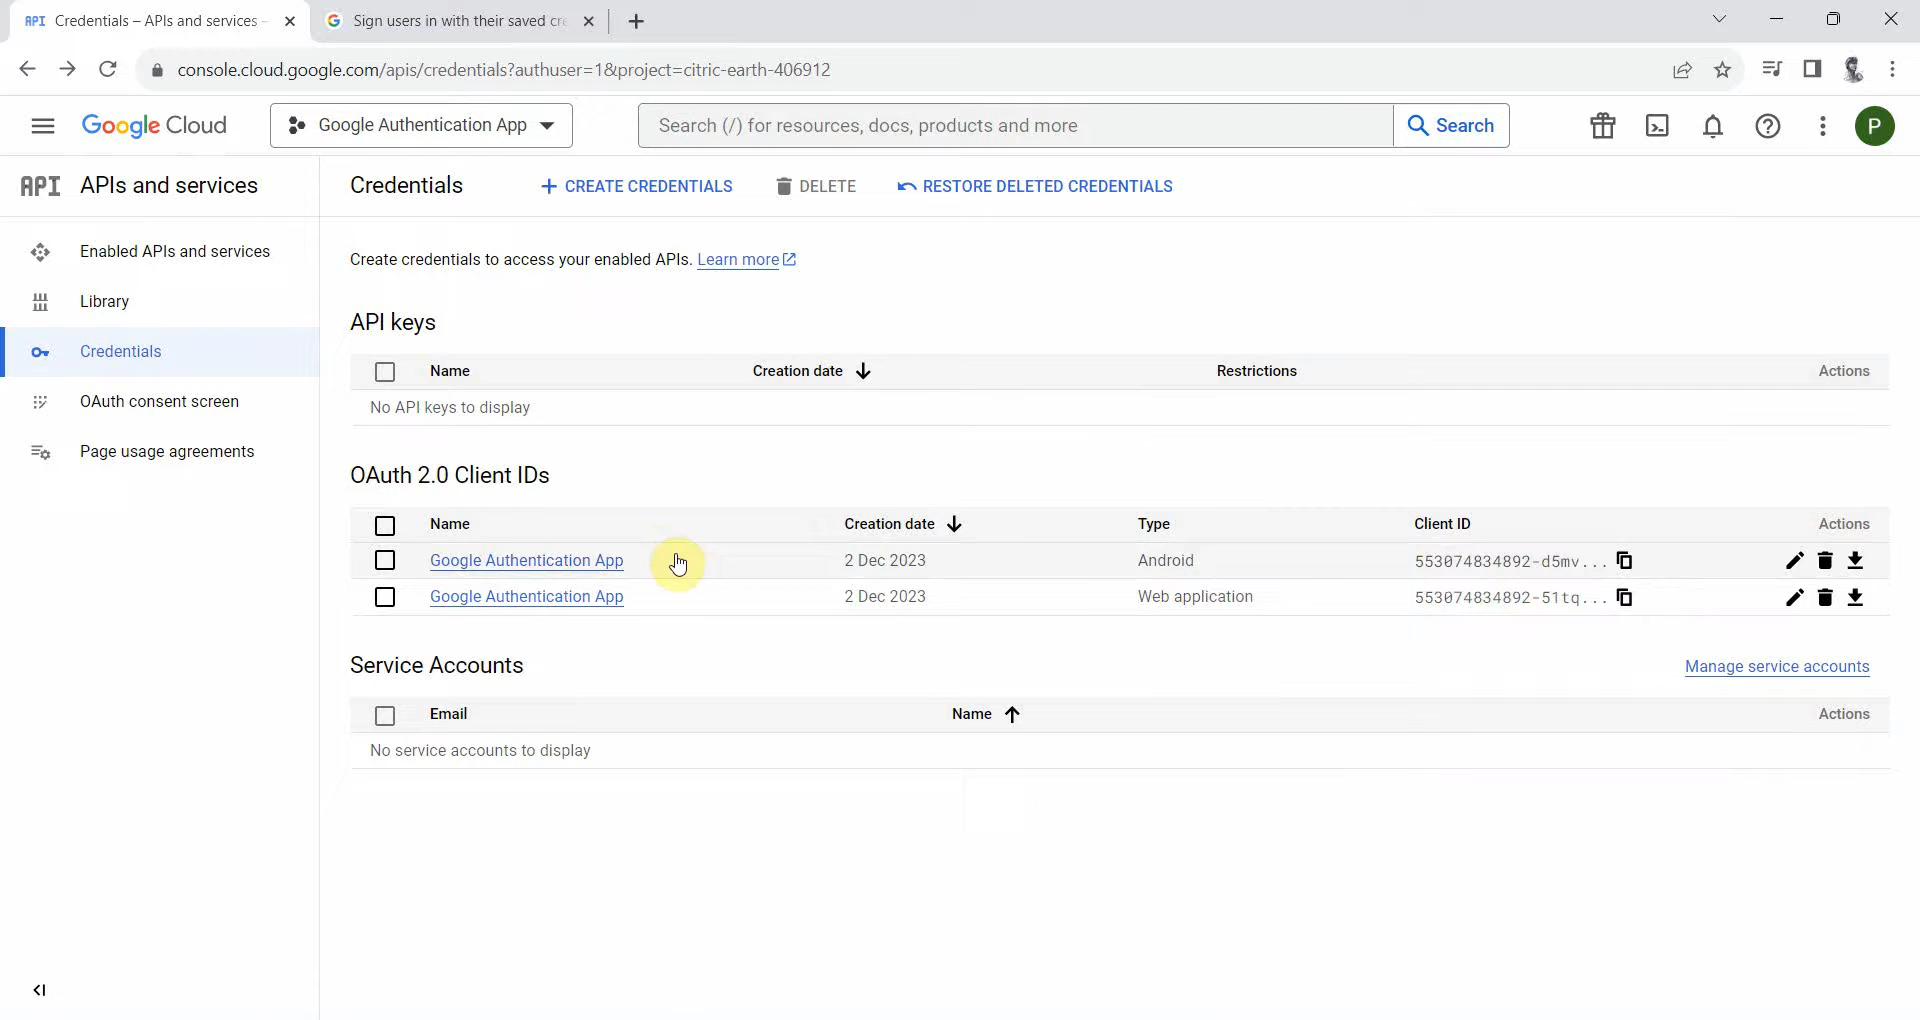 API Credentials – APIs and services –
Sign users in with their saved cre
console.cloud.google.com/apis/credentials?authuser=1&project=citric-earth-406912
Google Cloud
Google Authentication App
Search (/) for resources, docs, products and more
Search
P
API APIs and services
Credentials
CREATE CREDENTIALS
DELETE
RESTORE DELETED CREDENTIALS
Enabled APIs and services
Library
Credentials
OAuth consent screen
Page usage agreements
Create credentials to access your enabled APIs. Learn more
API keys
Name Creation date Restrictions Actions
No API keys to display
OAuth 2.0 Client IDs
Name Creation date Type Client ID Actions
Google Authentication App 2 Dec 2023 Android 553074834892-d5mv...
Google Authentication App 2 Dec 2023 Web application 553074834892-51tq...
Service Accounts
Manage service accounts
Email Name Actions
No service accounts to display